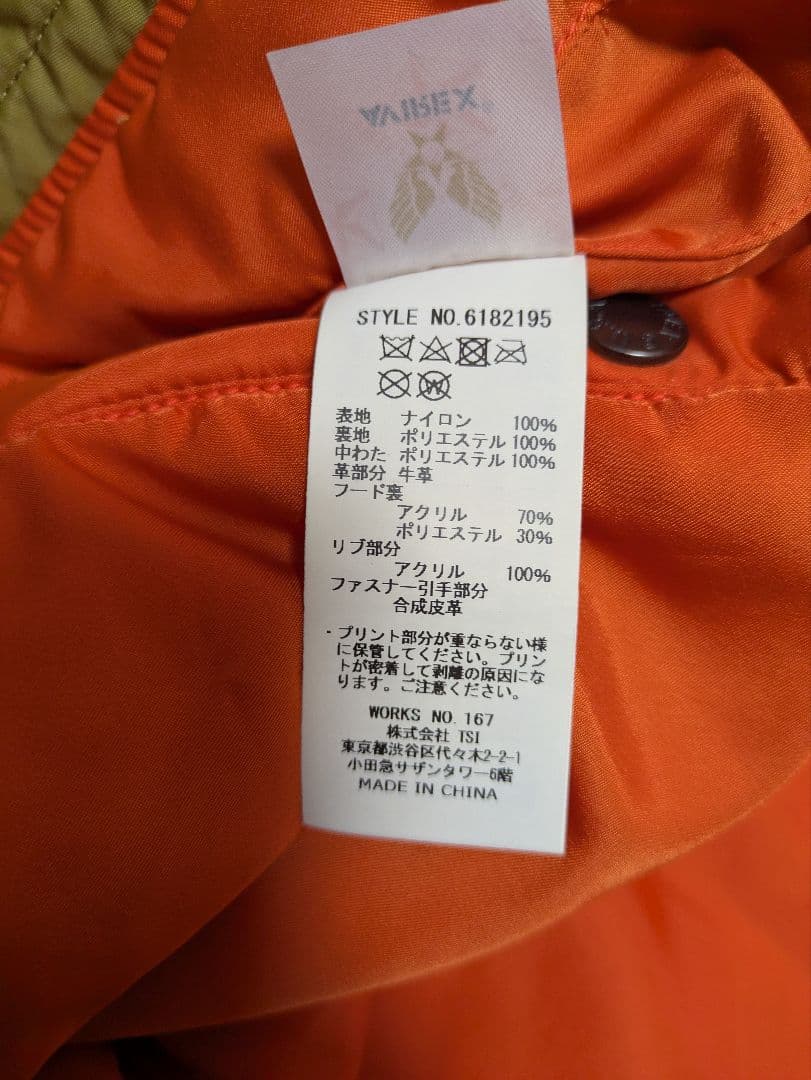 AVIREX
STYLE NO.6182195
W
表地 ナイロン 100%
裏地 ポリエステル 100%
中わた ポリエステル 100%
革部分 牛革
フード裏
アクリル 70%
ポリエステル 30%
リブ部分
アクリル 100%
ファスナー引手部分
合成皮革
・プリント部分が重ならない様
に保管してください。プリン
トが密着して剥離の原因にな
ります。ご注意ください。
WORKS NO.167
株式会社 TSI
東京都渋谷区代々木2-2-1
小田急サザンタワー6階
MADE IN CHINA